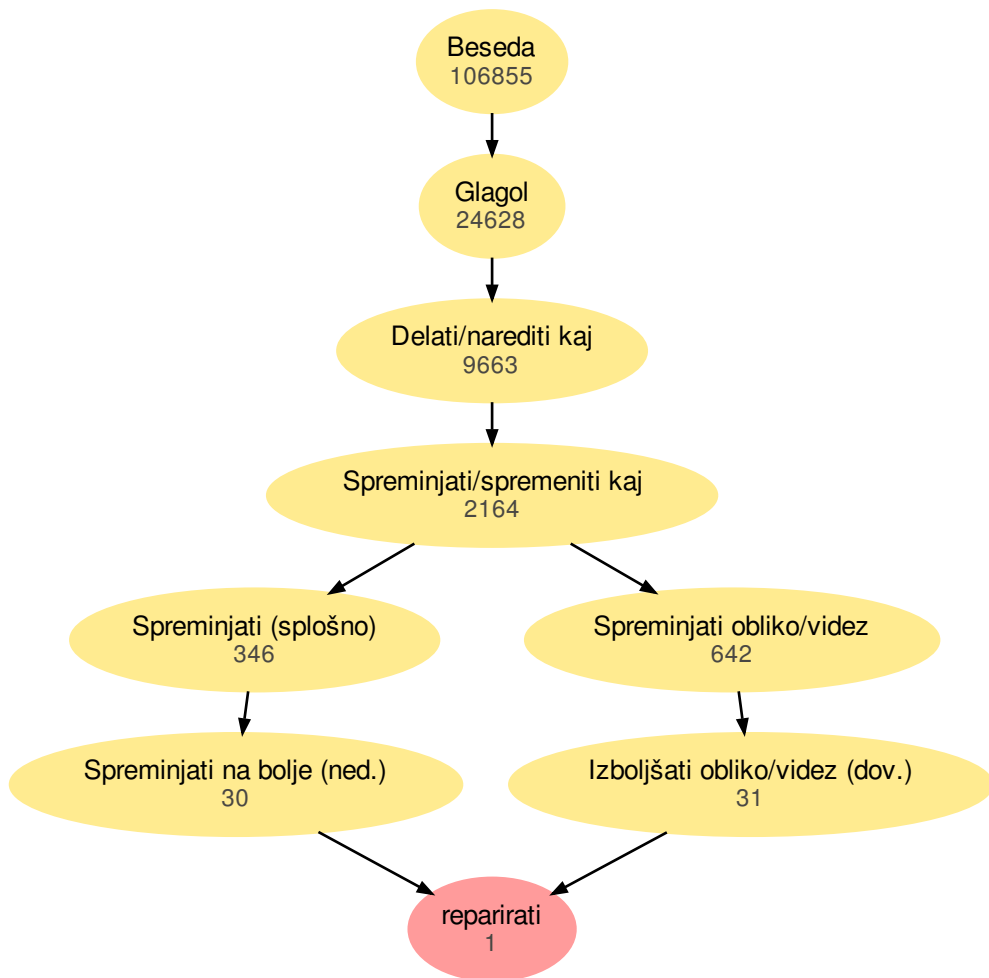 Beseda
106855
Glagol
24628
Delati/narediti kaj
9663
Spreminjati/spremeniti kaj
2164
Spreminjati (splošno)
346
Spreminjati obliko/videz
642
Spreminjati na bolje (ned.)
30
Izboljšati obliko/videz (dov.)
31
reparirati
1